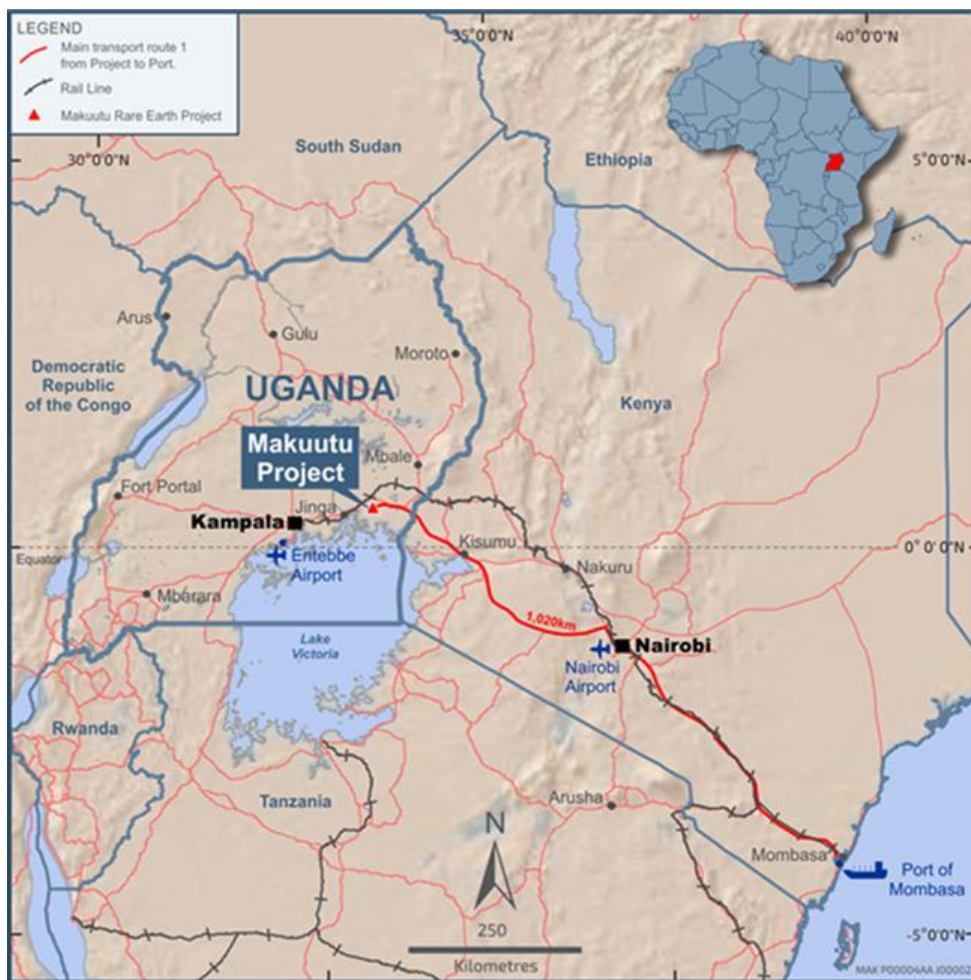 LEGEND
Main transport route 1
from Project to Port.
Rail Line
Makuutu Rare Earth Project
35°0'0"N
40°0'0"N
30°0'0"N
5°0'0"N
South Sudan
Ethiopia
Arus
Gulu
Moroto
Democratic
Republic
of the Congo
UGANDA
Kenya
Makuutu
Project
Mbale
Fort Portal
Jinga
Kampala
Equator
Entebbe
Airport
Kisumu
0°0'0"N
Nakuru
Mbarara
1,020km
Lake
Victoria
Nairobi
Nairobi
Airport
Rwanda
Tanzania
Arusha
N
Mombasa
Port of
Mombasa
250
Kilometres
-5°0'0"N
MAK P00004AA J00002